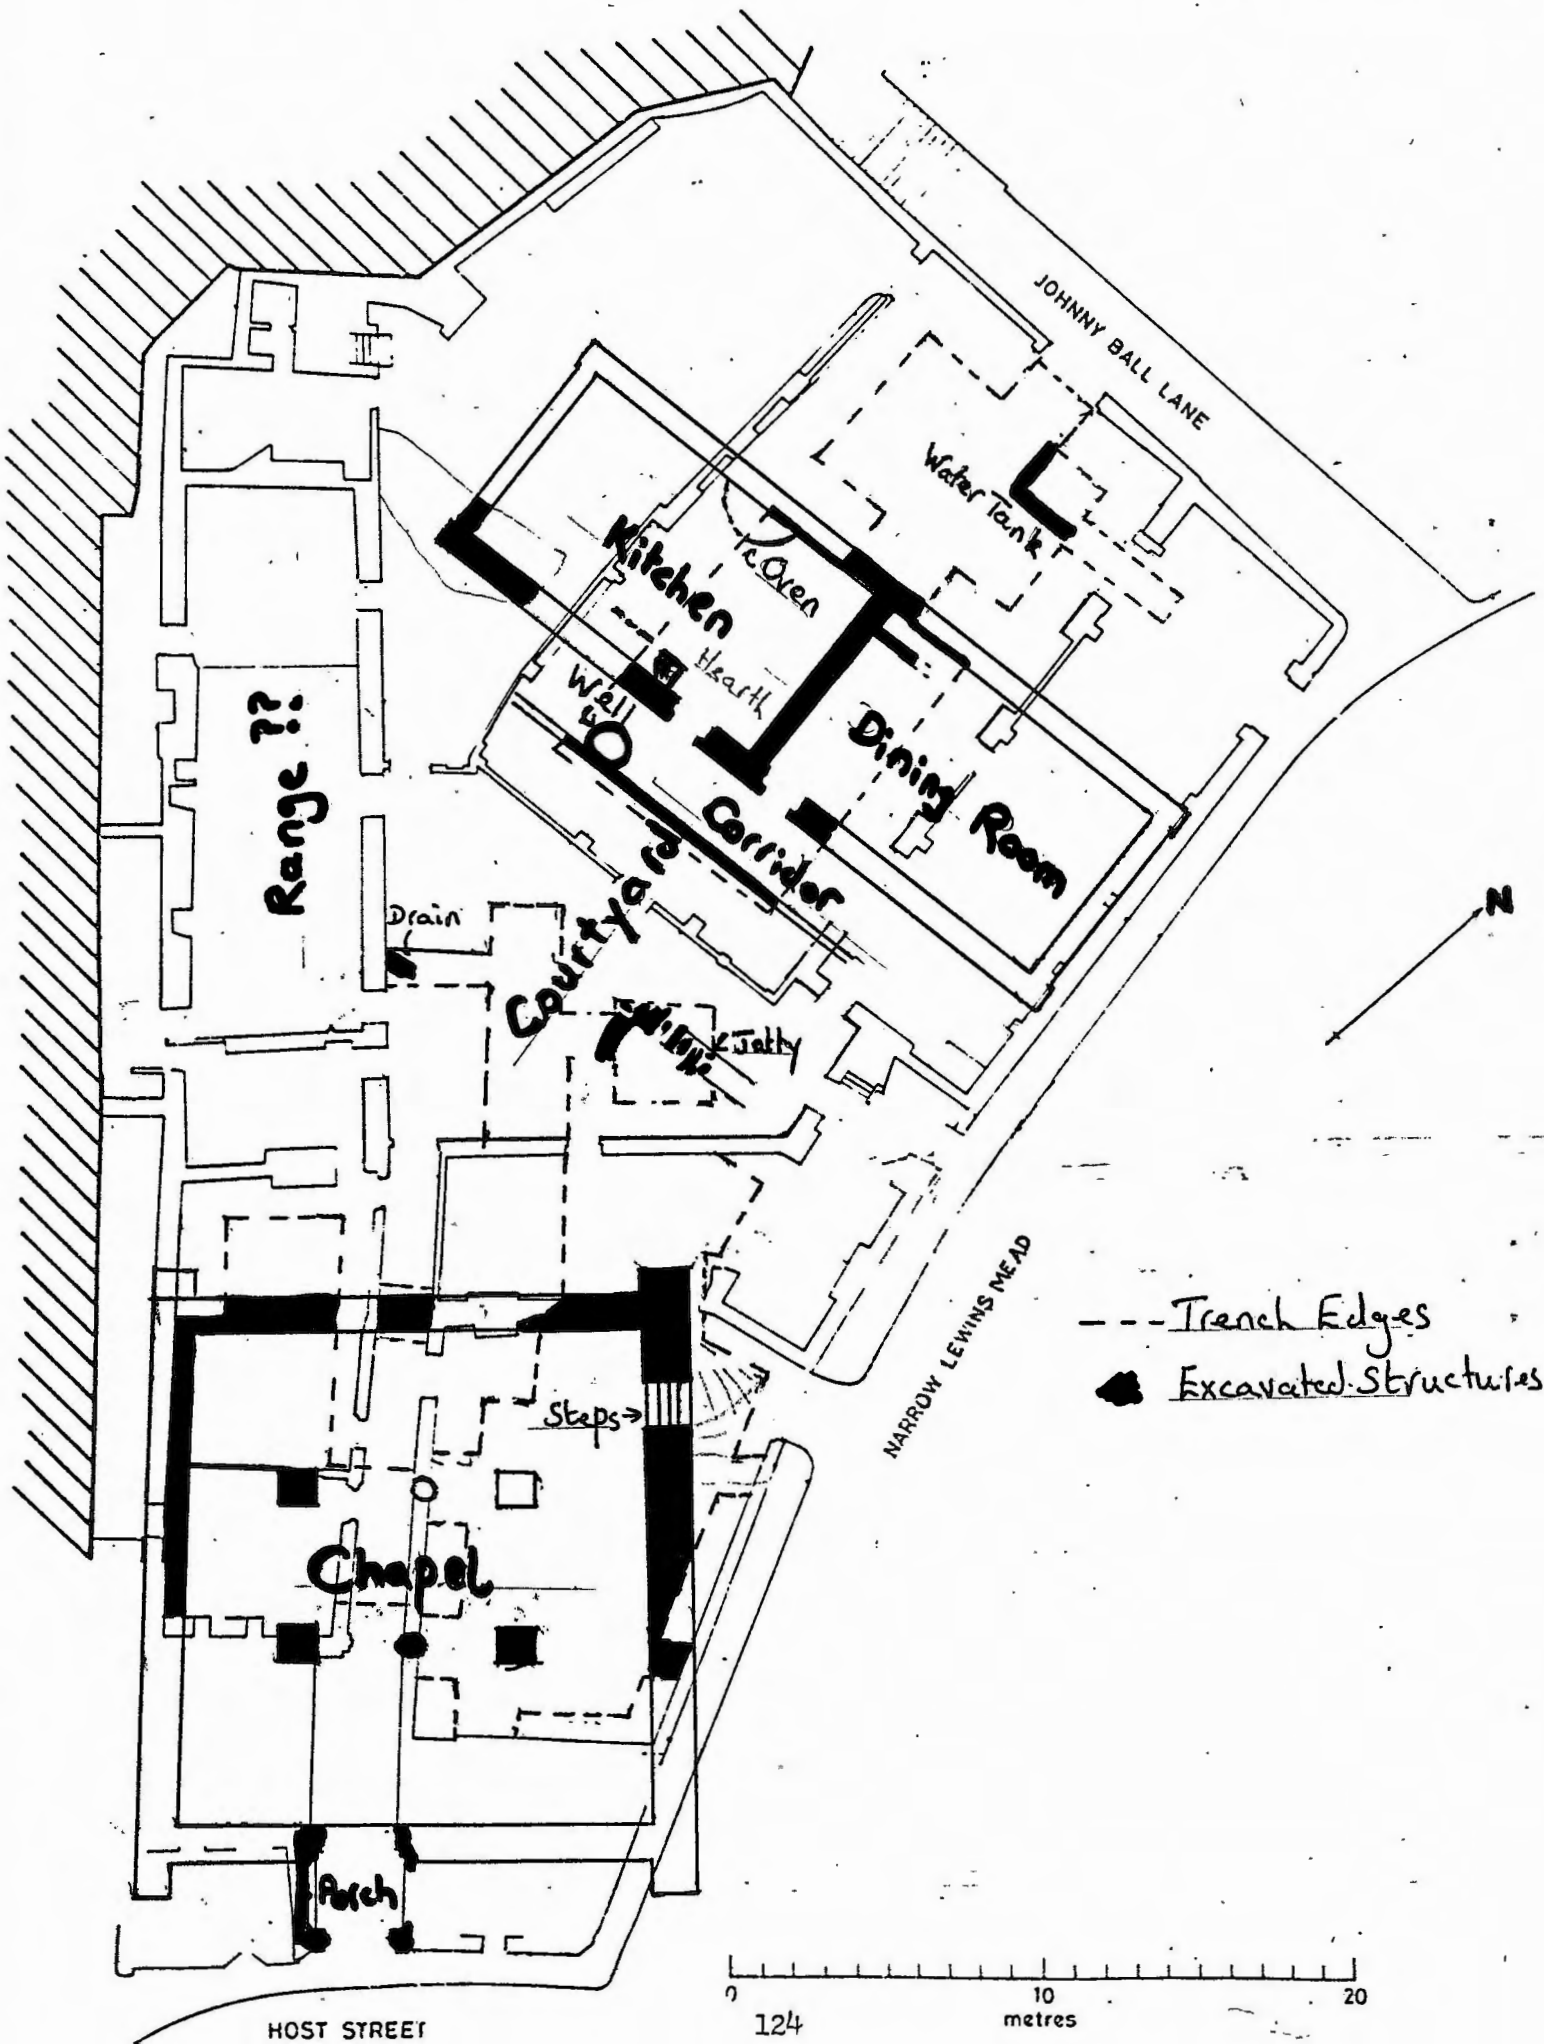 JOHNNY BALL LANE
Water Tank
Kitchen
Oven
Hearth
Well
Dining Room
Range ??
Corridor
Courtyard
Drain
N
Jetty
NARROW LEWINS MEAD
--- Trench Edges
Excavated Structures
Steps
Chapel
Porch
0 10 20
metres
124
HOST STREET